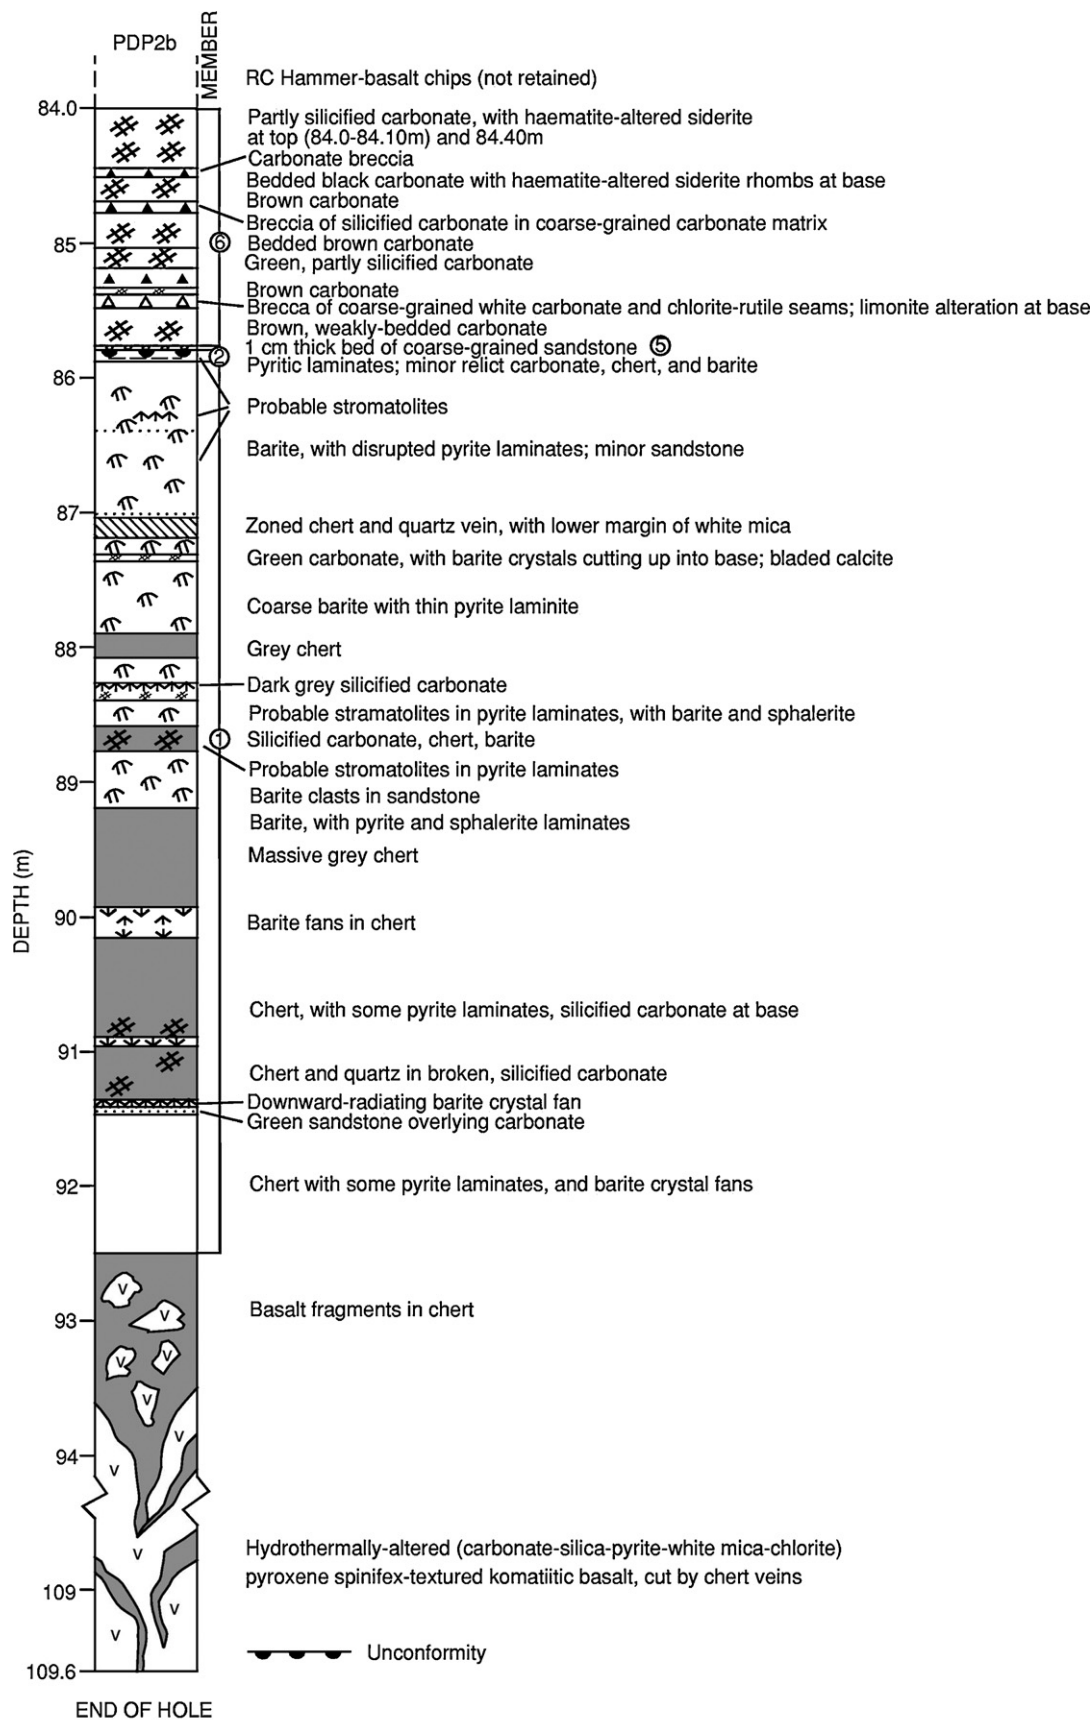 PDP2b
MEMBER
RC Hammer-basalt chips (not retained)
84.0
Partly silicified carbonate, with haematite-altered siderite
at top (84.0-84.10m) and 84.40m
Carbonate breccia
Bedded black carbonate with haematite-altered siderite rhombs at base
Brown carbonate
Breccia of silicified carbonate in coarse-grained carbonate matrix
85
6
Bedded brown carbonate
Green, partly silicified carbonate
Brown carbonate
Brecca of coarse-grained white carbonate and chlorite-rutile seams; limonite alteration at base
Brown, weakly-bedded carbonate
1 cm thick bed of coarse-grained sandstone 5
2
Pyritic laminates; minor relict carbonate, chert, and barite
86
Probable stromatolites
Barite, with disrupted pyrite laminates; minor sandstone
87
Zoned chert and quartz vein, with lower margin of white mica
Green carbonate, with barite crystals cutting up into base; bladed calcite
Coarse barite with thin pyrite laminite
88
Grey chert
Dark grey silicified carbonate
Probable stramatolites in pyrite laminates, with barite and sphalerite
1
Silicified carbonate, chert, barite
Probable stromatolites in pyrite laminates
89
Barite clasts in sandstone
Barite, with pyrite and sphalerite laminates
Massive grey chert
DEPTH (m)
90
Barite fans in chert
Chert, with some pyrite laminates, silicified carbonate at base
91
Chert and quartz in broken, silicified carbonate
Downward-radiating barite crystal fan
Green sandstone overlying carbonate
92
Chert with some pyrite laminates, and barite crystal fans
V
Basalt fragments in chert
93
V
V
V
V
V
94
V
V
Hydrothermally-altered (carbonate-silica-pyrite-white mica-chlorite)
pyroxene spinifex-textured komatiitic basalt, cut by chert veins
109
V
V
Unconformity
109.6
END OF HOLE